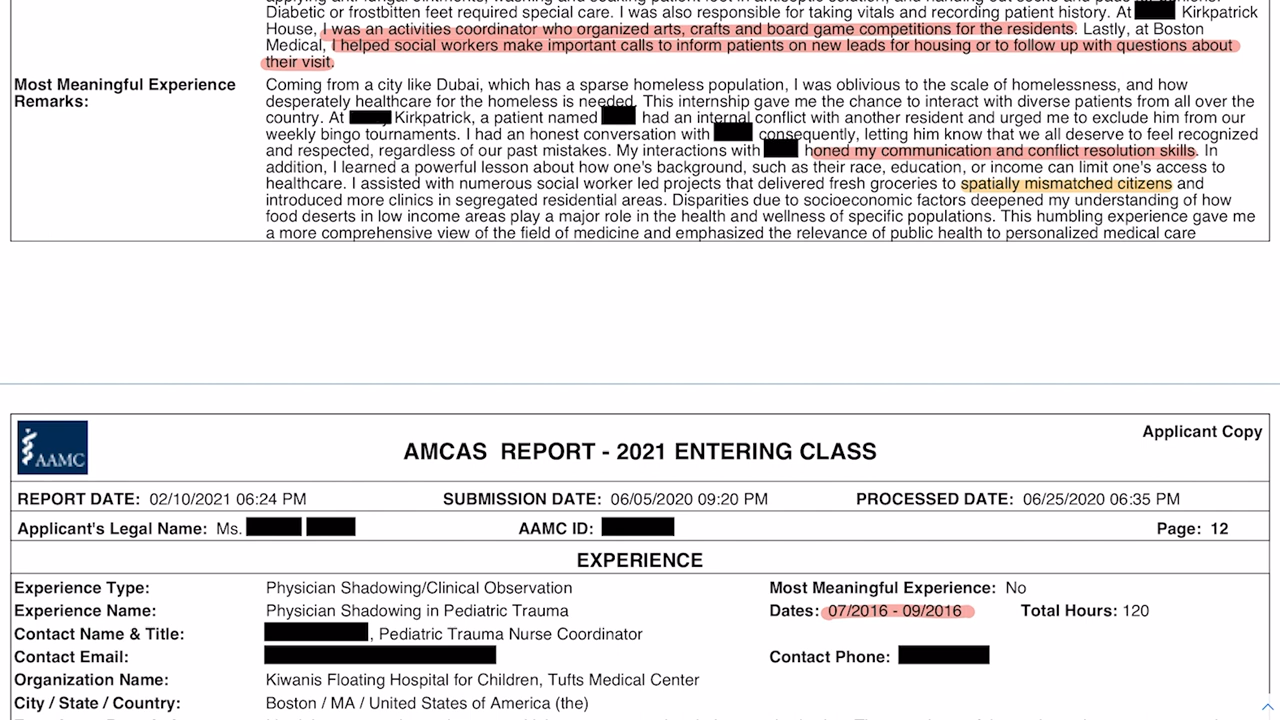 Diabetic or frostbitten feet required special care. I was also responsible for taking vitals and recording patient history. At Kirkpatrick
House, I was an activities coordinator who organized arts, crafts and board game competitions for the residents. Lastly, at Boston
Medical, I helped social workers make important calls to inform patients on new leads for housing or to follow up with questions about
their visit.
Most Meaningful Experience Remarks:
Coming from a city like Dubai, which has a sparse homeless population, I was oblivious to the scale of homelessness, and how
desperately healthcare for the homeless is needed. This internship gave me the chance to interact with diverse patients from all over the
country. At Kirkpatrick, a patient named had an internal conflict with another resident and urged me to exclude him from our
weekly bingo tournaments. I had an honest conversation with consequently, letting him know that we all deserve to feel recognized
and respected, regardless of our past mistakes. My interactions with honed my communication and conflict resolution skills. In
addition, I learned a powerful lesson about how one's background, such as their race, education, or income can limit one's access to
healthcare. I assisted with numerous social worker led projects that delivered fresh groceries to spatially mismatched citizens and
introduced more clinics in segregated residential areas. Disparities due to socioeconomic factors deepened my understanding of how
food deserts in low income areas play a major role in the health and wellness of specific populations. This humbling experience gave me
a more comprehensive view of the field of medicine and emphasized the relevance of public health to personalized medical care
AAMC
AMCAS REPORT - 2021 ENTERING CLASS
Applicant Copy
REPORT DATE: 02/10/2021 06:24 PM SUBMISSION DATE: 06/05/2020 09:20 PM PROCESSED DATE: 06/25/2020 06:35 PM
Applicant's Legal Name: Ms. AAMC ID: Page: 12
EXPERIENCE
Experience Type: Physician Shadowing/Clinical Observation Most Meaningful Experience: No
Experience Name: Physician Shadowing in Pediatric Trauma Dates: 07/2016 - 09/2016 Total Hours: 120
Contact Name & Title: , Pediatric Trauma Nurse Coordinator
Contact Email: Contact Phone:
Organization Name: Kiwanis Floating Hospital for Children, Tufts Medical Center
City / State / Country: Boston / MA / United States of America (the)